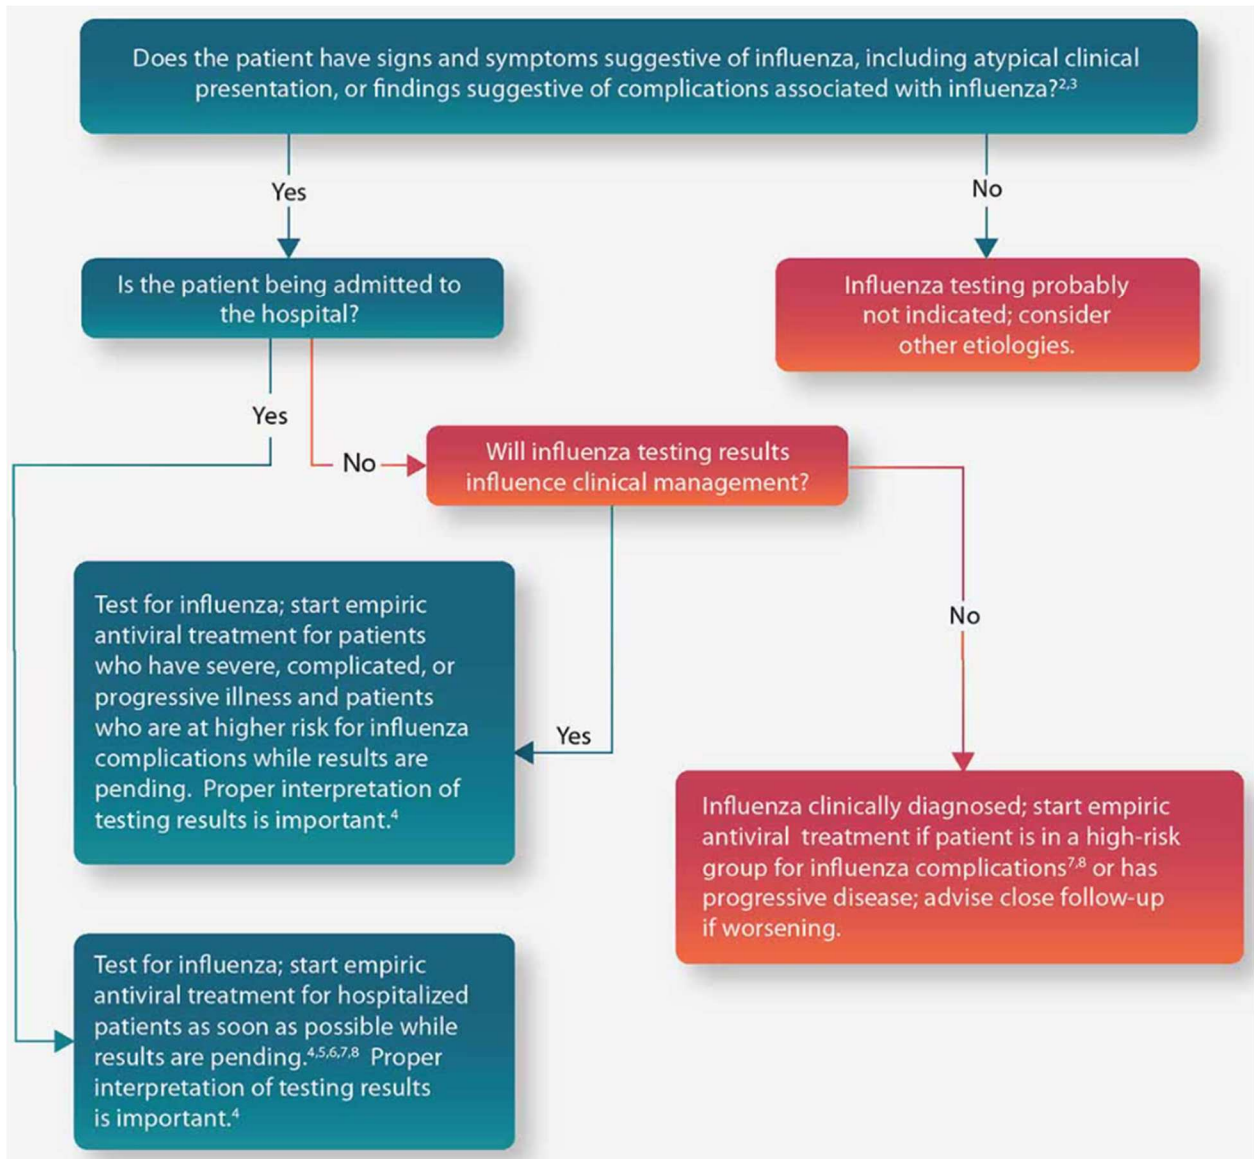 Does the patient have signs and symptoms suggestive of influenza, including atypical clinical
presentation, or findings suggestive of complications associated with influenza?2,3
Yes
No
Is the patient being admitted to
the hospital?
Influenza testing probably
not indicated; consider
other etiologies.
Yes
No
Will influenza testing results
influence clinical management?
Test for influenza; start empiric
antiviral treatment for patients
who have severe, complicated, or
progressive illness and patients
who are at higher risk for influenza
complications while results are
pending. Proper interpretation of
testing results is important.4
Yes
No
Influenza clinically diagnosed; start empiric
antiviral treatment if patient is in a high-risk
group for influenza complications7,8 or has
progressive disease; advise close follow-up
if worsening.
Test for influenza; start empiric
antiviral treatment for hospitalized
patients as soon as possible while
results are pending.4,5,6,7,8 Proper
interpretation of testing results
is important.4